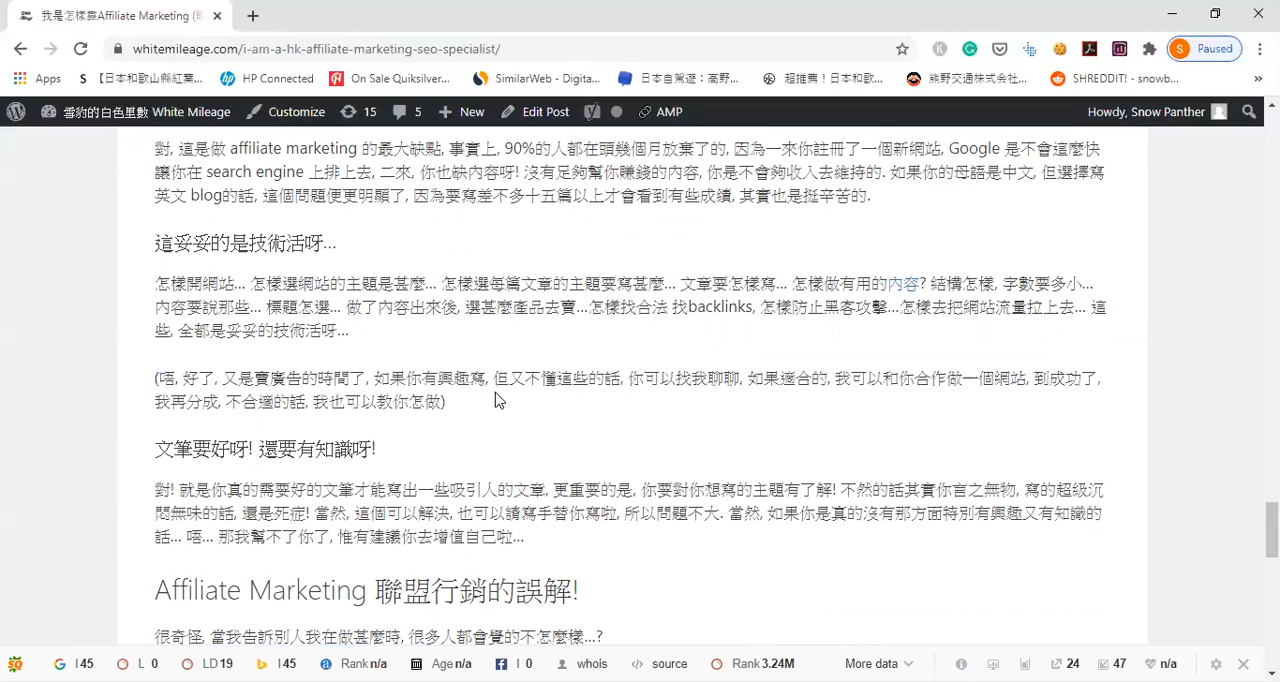 我是怎樣靠Affiliate Marketing (
whitemileage.com/i-am-a-hk-affiliate-marketing-seo-specialist/
S Paused
Apps S 【日本和歌山縣紅葉... HP Connected On Sale Quiksilver... SimilarWeb - Digita... 超推薦！日本和歌... 熊野交通株式会社... SHREDDIT! - snowb... »
雪豹的白色里數 White Mileage Customize 15 5 + New Edit Post AMP Howdy, Snow Panther
對, 這是做 affiliate marketing 的最大缺點, 事實上, 90%的人都在頭幾個月放棄了的, 因為一來你註冊了一個新網站, Google 是不會這麼快
讓你在 search engine 上排上去, 二來, 你也缺內容呀! 沒有足夠幫你賺錢的內容, 你是不會夠收入去維持的. 如果你的母語是中文, 但選擇寫
英文 blog的話, 這個問題便更明顯了, 因為要寫差不多十五篇以上才會看到有些成績, 其實也是挺辛苦的.
這妥妥的是技術活呀...
怎樣開網站... 怎樣選網站的主題是甚麼... 怎樣選每篇文章的主題要寫甚麼... 文章要怎樣寫... 怎樣做有用的內容? 結構怎樣, 字數要多小...
內容要說那些... 標題怎選... 做了內容出來後, 選甚麼產品去賣...怎樣找合法 找backlinks, 怎樣防止黑客攻擊...怎樣去把網站流量拉上去... 這
些, 全都是妥妥的技術活呀...
(唔, 好了, 又是賣廣告的時間了, 如果你有興趣寫, 但又不懂這些的話, 你可以找我聊聊, 如果適合的, 我可以和你合作做一個網站, 到成功了,
我再分成, 不合適的話, 我也可以教你怎做)
文筆要好呀! 還要有知識呀!
對! 就是你真的需要好的文筆才能寫出一些吸引人的文章, 更重要的是, 你要對你想寫的主題有了解! 不然的話其實你言之無物, 寫的超級沉
悶無味的話, 還是死症! 當然, 這個可以解決, 也可以請寫手替你寫啦, 所以問題不大. 當然, 如果你是真的沒有那方面特別有興趣又有知識的
話... 唔... 那我幫不了你了, 惟有建議你去增值自己啦...
Affiliate Marketing 聯盟行銷的誤解!
很奇怪, 當我告訴別人我在做甚麼時, 很多人都會覺的不怎麼樣...?
SQ G I 45 L 0 LD 19 I 45 Rank n/a Age n/a I 0 whois source Rank 3.24M More data 24 47 n/a